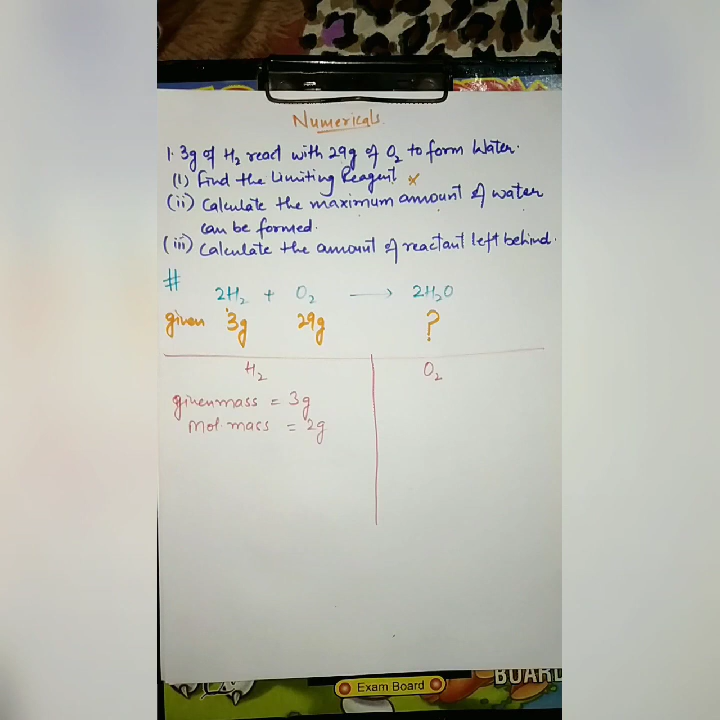 Numericals.
1. 3g of H₂ react with 29g of O₂ to form Water.
(i) Find the Limiting Reagent ×
(ii) Calculate the maximum amount of water
can be formed.
(iii) Calculate the amount of reactant left behind.
#
2H₂ + O₂ ⟶ 2H₂O
given 3g 29g ?
H₂ O₂
given mass = 3g
Mol. mass = 2g
Exam Board
BOARD